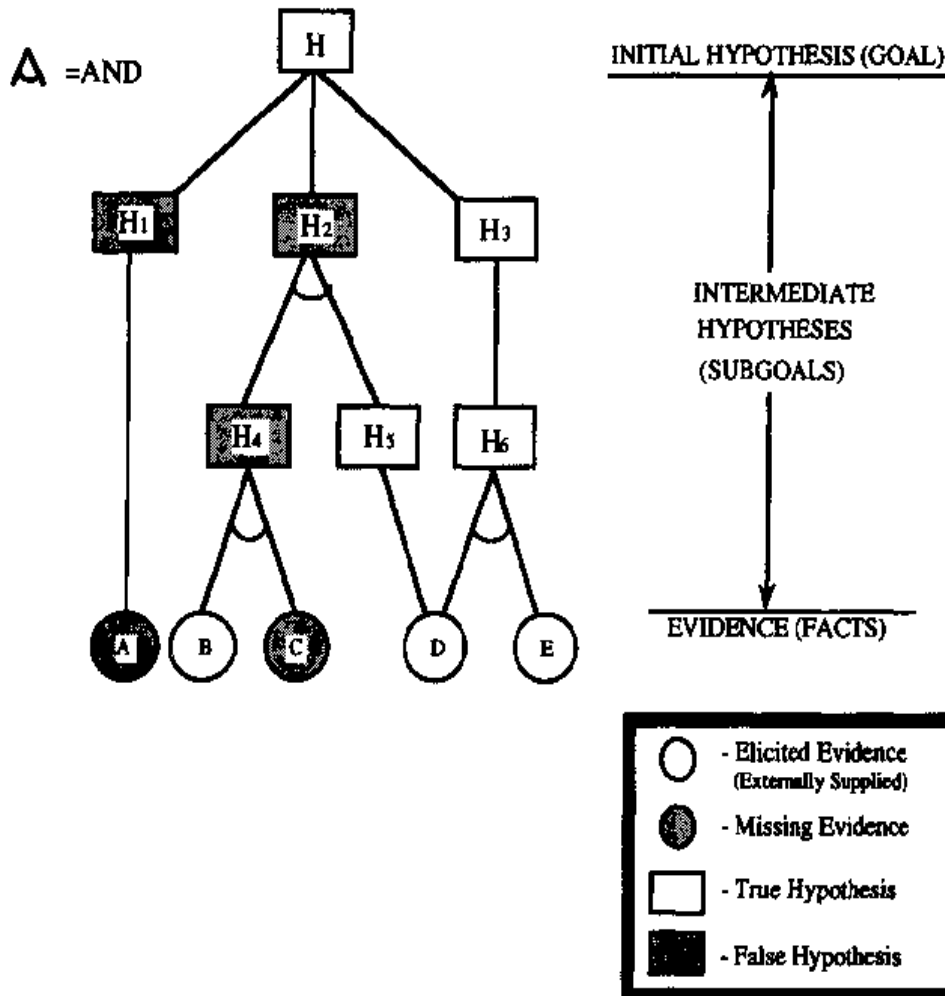 H
=AND
INITIAL HYPOTHESIS (GOAL)
H1
H2
H3
INTERMEDIATE
HYPOTHESES
(SUBGOALS)
H4
H5
H6
A
B
C
D
E
EVIDENCE (FACTS)
- Elicited Evidence
(Externally Supplied)
- Missing Evidence
- True Hypothesis
- False Hypothesis